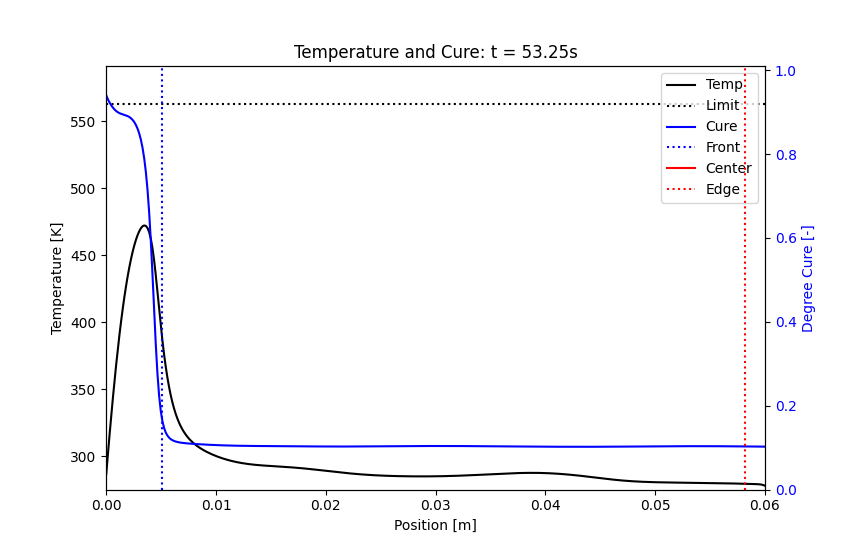 Temperature and Cure: t = 53.25s
Temp
Limit
Cure
Front
Center
Edge
Temperature [K]
550
500
450
400
350
300
Degree Cure [-]
1.0
0.8
0.6
0.4
0.2
0.0
0.00 0.01 0.02 0.03 0.04 0.05 0.06
Position [m]